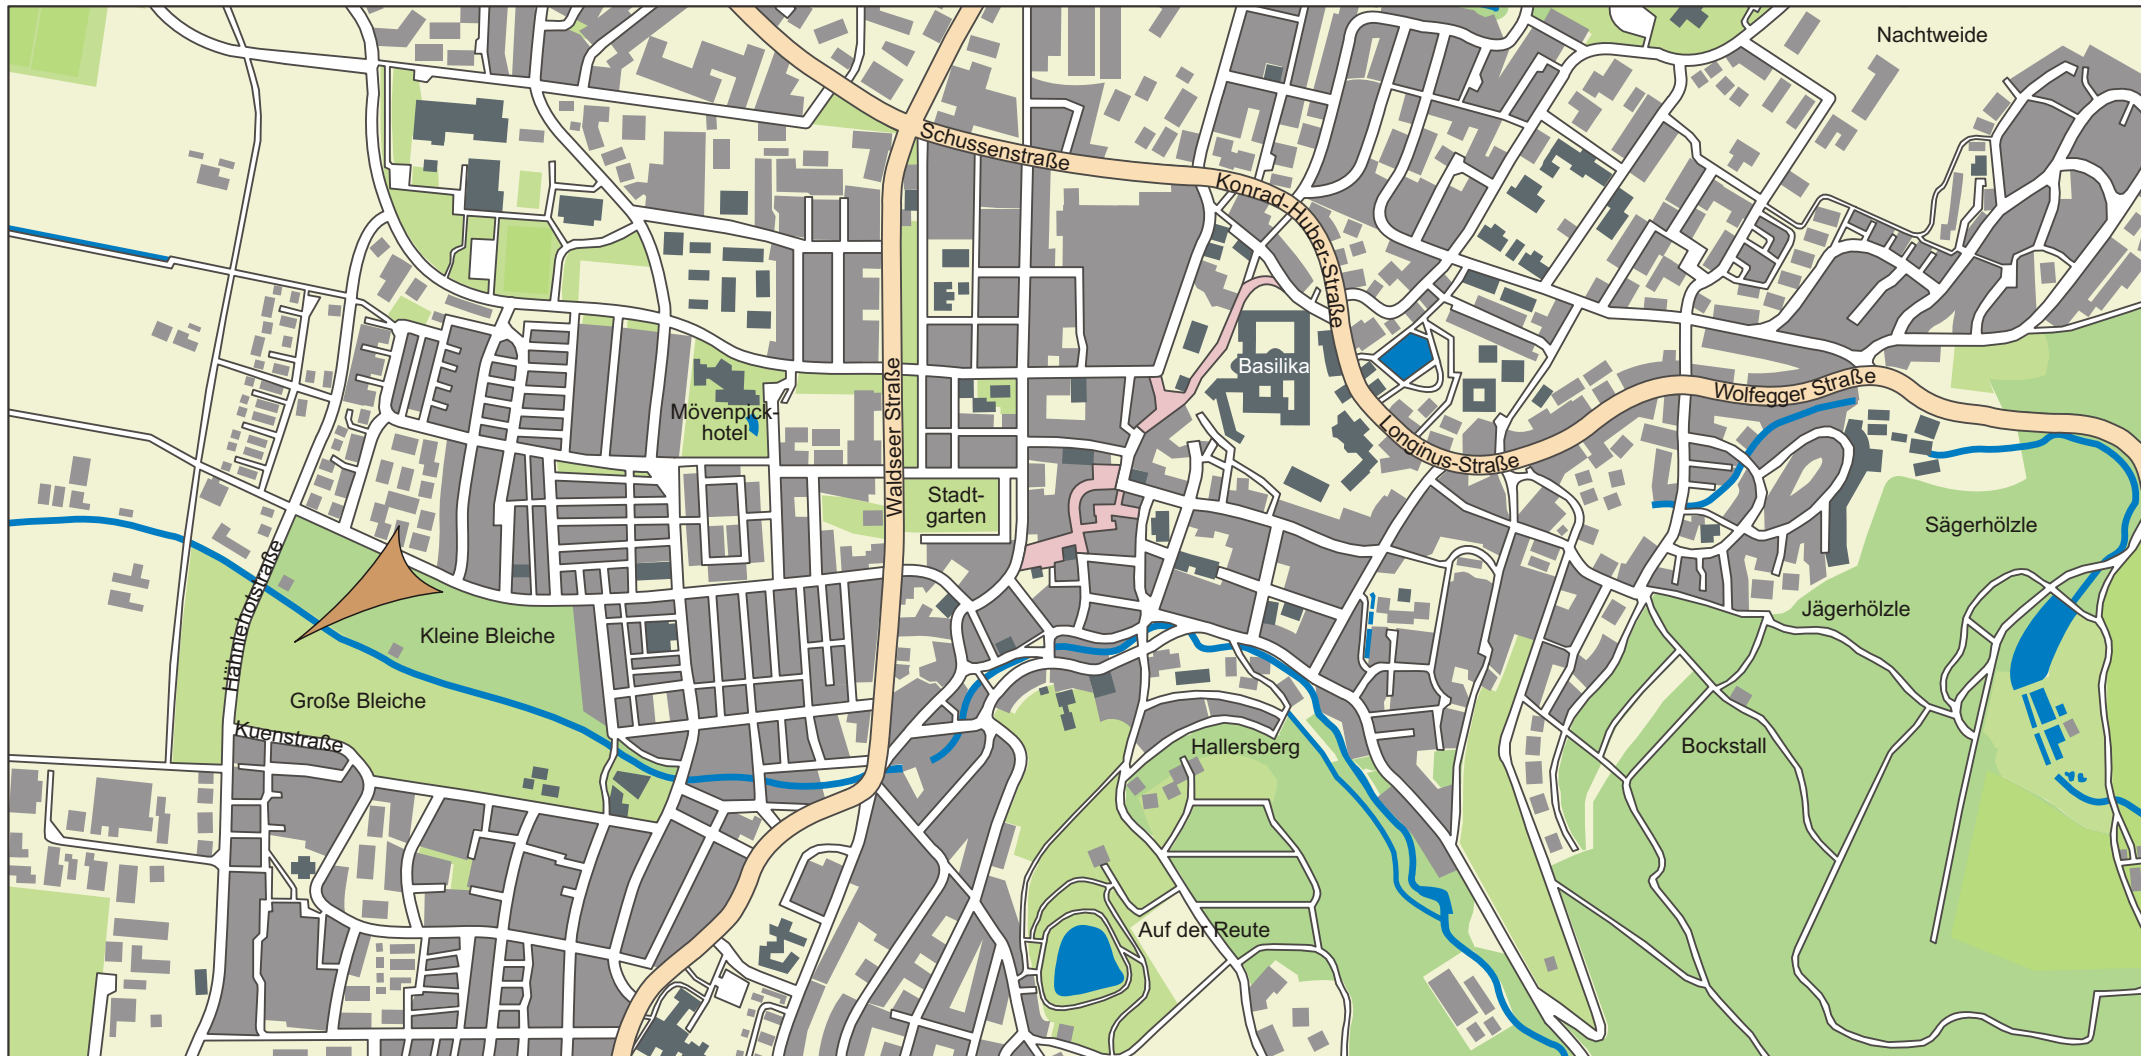 Nachtweide
Schussenstraße
Konrad-Huber-Straße
Basilika
Wolfegger Straße
Mövenpick-
hotel
Waldseer Straße
Longinus-Straße
Stadt-
garten
Sägerhölzle
Hähnlehofstraße
Jägerhölzle
Kleine Bleiche
Große Bleiche
Kuenstraße
Hallersberg
Bockstall
Auf der Reute